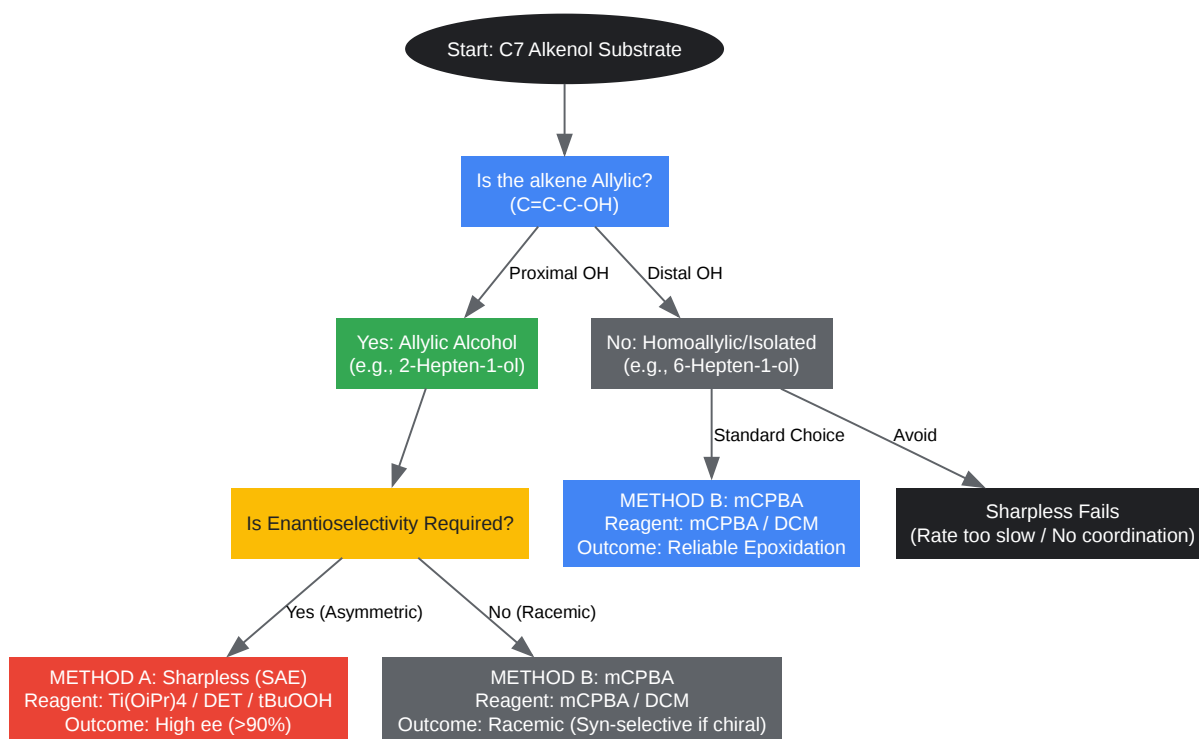 Start: C7 Alkenol Substrate
Is the alkene Allylic?
(C=C-C-OH)
Proximal OH
Distal OH
Yes: Allylic Alcohol
(e.g., 2-Hepten-1-ol)
No: Homoallylic/Isolated
(e.g., 6-Hepten-1-ol)
Standard Choice
Avoid
Is Enantioselectivity Required?
METHOD B: mCPBA
Reagent: mCPBA / DCM
Outcome: Reliable Epoxidation
Sharpless Fails
(Rate too slow / No coordination)
Yes (Asymmetric)
No (Racemic)
METHOD A: Sharpless (SAE)
Reagent: Ti(OiPr)4 / DET / tBuOOH
Outcome: High ee (>90%)
METHOD B: mCPBA
Reagent: mCPBA / DCM
Outcome: Racemic (Syn-selective if chiral)